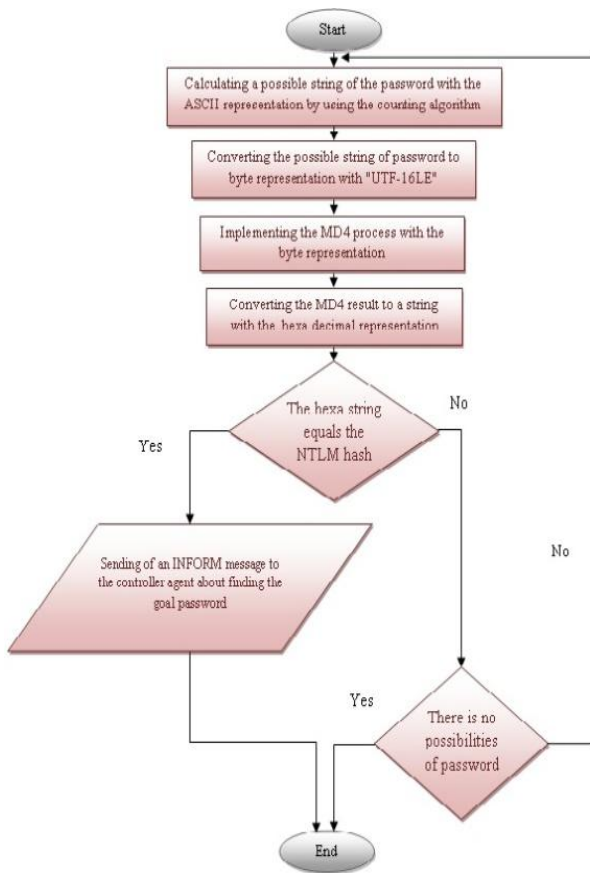 Start
Calculating a possible string of the password with the
ASCII representation by using the counting algorithm
Converting the possible string of password to
byte representation with "UTF-16LE"
Implementing the MD4 process with the
byte representation
Converting the MD4 result to a string
with the hexa decimal representation
The hexa string
equals the
NTLM hash
No
Yes
Sending of an INFORM message to
the controller agent about finding the
goal password
No
Yes
There is no
possibilities
of password
End